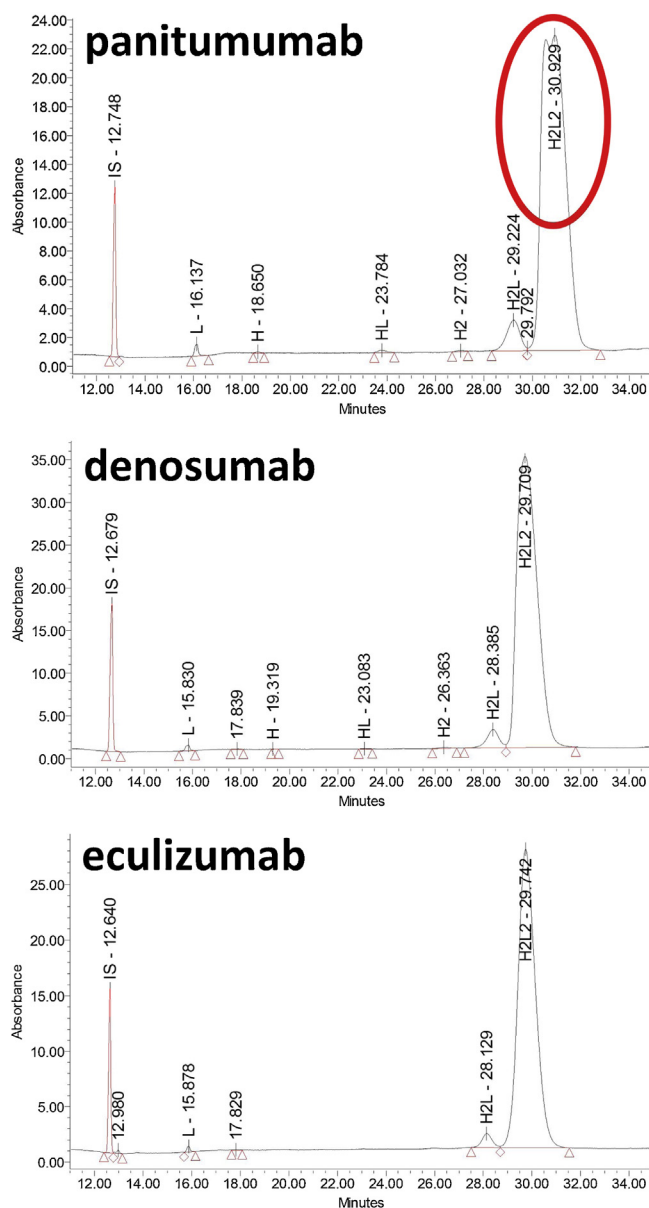 panitumumab
24.00
22.00
20.00
18.00
16.00
14.00
12.00
10.00
8.00
6.00
4.00
2.00
0.00
Absorbance
IS - 12.748
L - 16.137
H - 18.650
HL - 23.784
H2 - 27.032
H2L - 29.224
29.792
H2L2 - 30.929
12.00 14.00 16.00 18.00 20.00 22.00 24.00 26.00 28.00 30.00 32.00 34.00
Minutes
denosumab
35.00
30.00
25.00
20.00
15.00
10.00
5.00
0.00
Absorbance
IS - 12.679
L - 15.830
17.839
H - 19.319
HL - 23.083
H2 - 26.363
H2L - 28.385
H2L2 - 29.709
12.00 14.00 16.00 18.00 20.00 22.00 24.00 26.00 28.00 30.00 32.00 34.00
Minutes
eculizumab
25.00
20.00
15.00
10.00
5.00
0.00
Absorbance
IS - 12.640
12.980
L - 15.878
17.829
H2L - 28.129
H2L2 - 29.742
12.00 14.00 16.00 18.00 20.00 22.00 24.00 26.00 28.00 30.00 32.00 34.00
Minutes